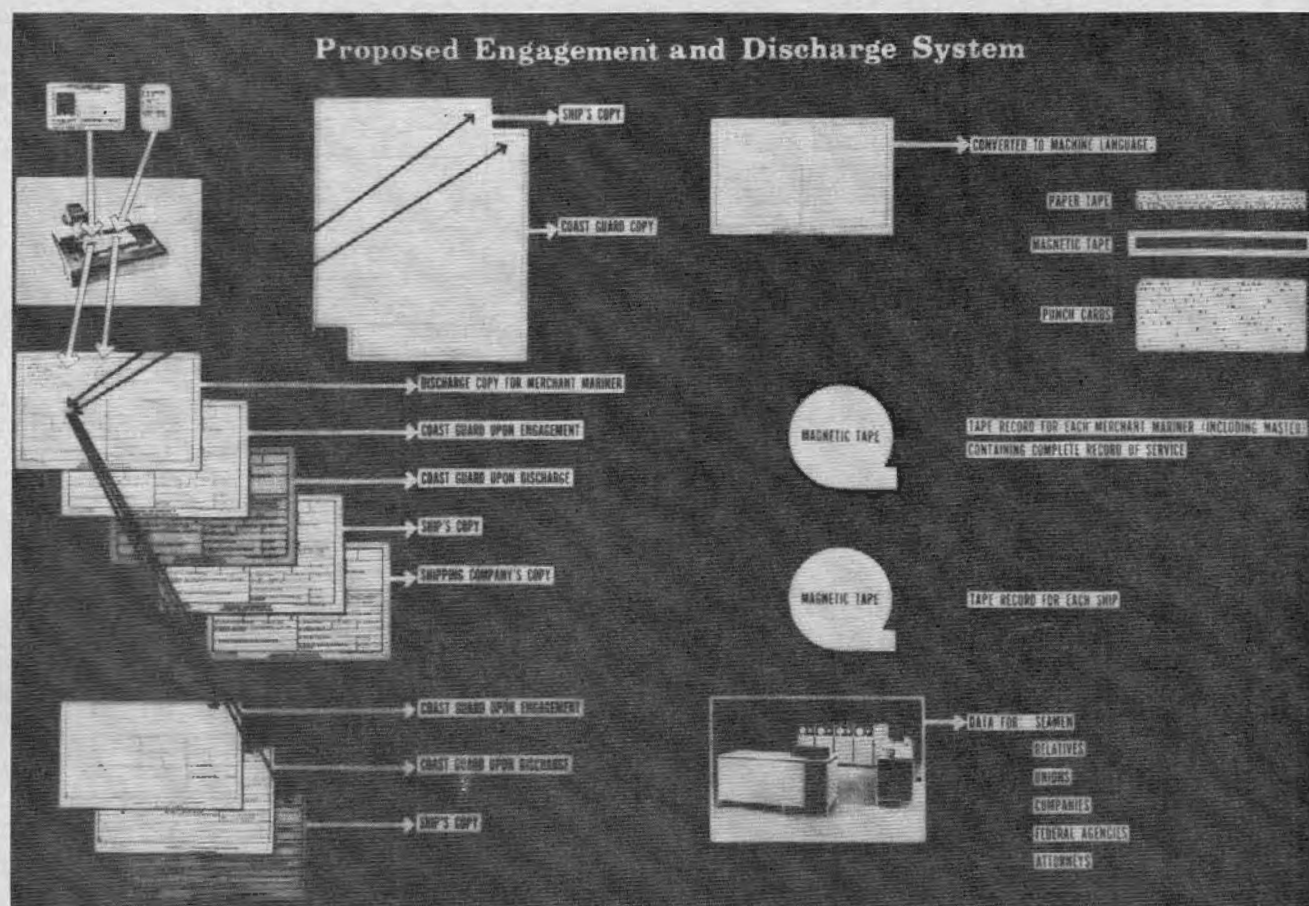 Proposed Engagement and Discharge System
SHIP'S COPY
COAST GUARD COPY
DISCHARGE COPY FOR MERCHANT MARINER
COAST GUARD UPON ENGAGEMENT
COAST GUARD UPON DISCHARGE
SHIP'S COPY
SHIPPING COMPANY'S COPY
COAST GUARD UPON ENGAGEMENT
COAST GUARD UPON DISCHARGE
SHIP'S COPY
CONVERTED TO MACHINE LANGUAGE.
PAPER TAPE
MAGNETIC TAPE
PUNCH CARDS
MAGNETIC TAPE
TAPE RECORD FOR EACH MERCHANT MARINER (INCLUDING MASTER)
CONTAINING COMPLETE RECORD OF SERVICE
MAGNETIC TAPE
TAPE RECORD FOR EACH SHIP
DATA FOR: SEAMEN
RELATIVES
UNIONS
COMPANIES
FEDERAL AGENCIES
ATTORNEYS